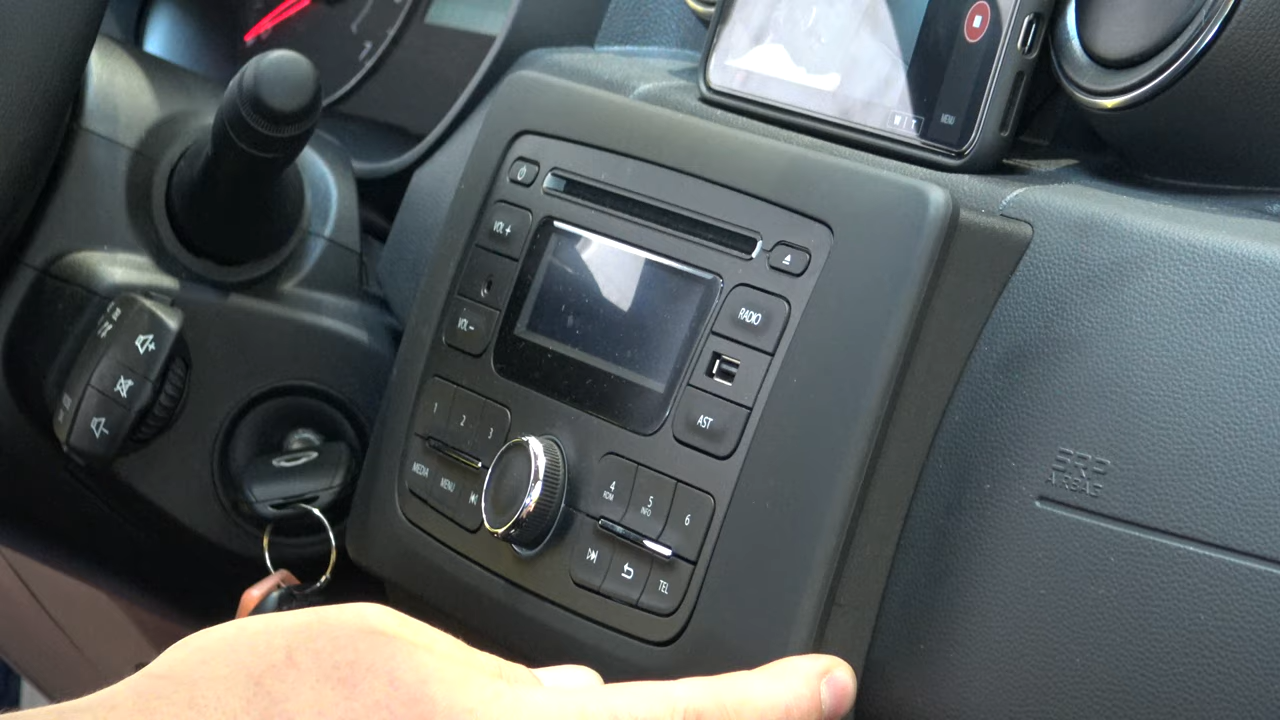 W T
MENU
VOL +
VOL -
RADIO
AST
1 2 3
MEDIA
MENU
4 5 6
RDM
INFO
TEL
SRP
AIRBAG